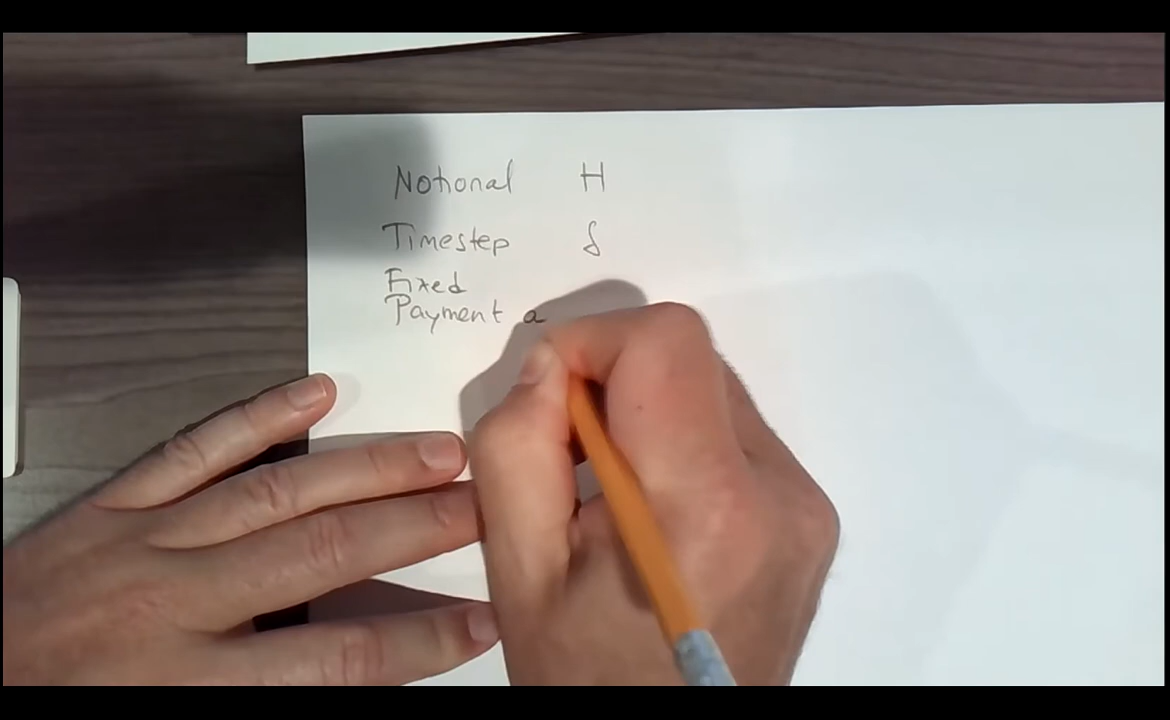 Notional H
Timestep δ
Fixed
Payment a